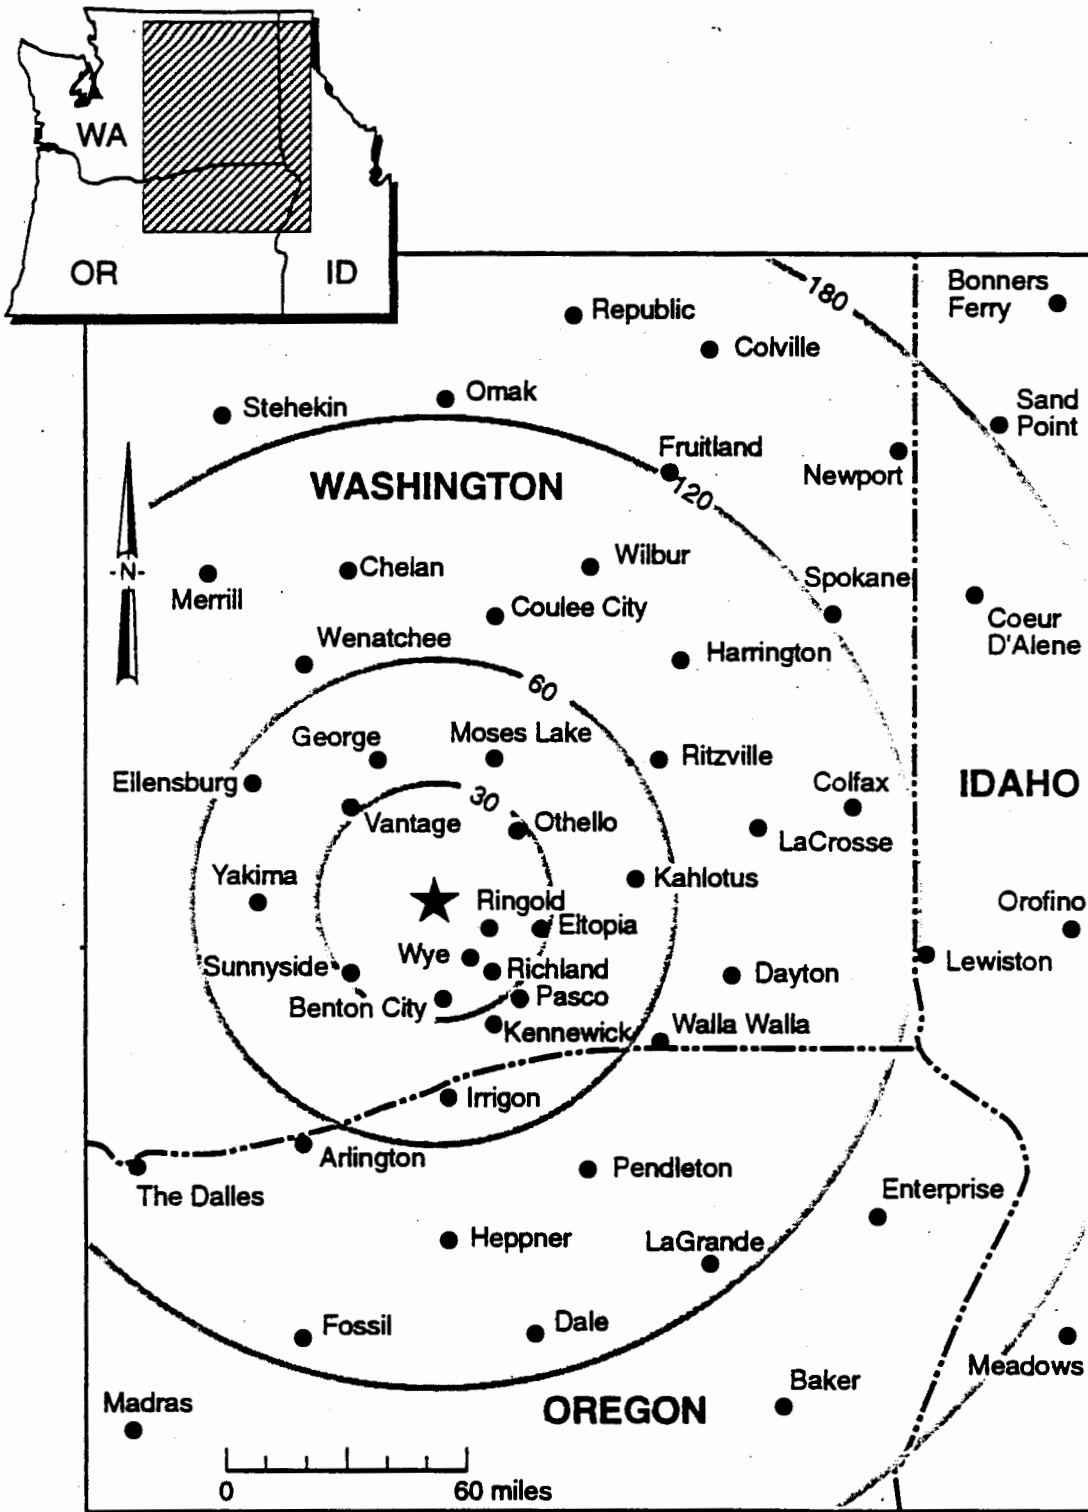 WA
OR
ID
180
Bonners
Ferry
Republic
Colville
Stehekin
Omak
Sand
Point
Fruitland
Newport
WASHINGTON
120
-N-
Merrill
Chelan
Wilbur
Spokane
Coulee City
Coeur
D'Alene
Wenatchee
Harrington
60
George
Moses Lake
Ritzville
Ellensburg
Colfax
IDAHO
30
Vantage
Othello
LaCrosse
Yakima
Kahlotus
Ringold
Orofino
Eltopia
Wye
Sunnyside
Richland
Dayton
Lewiston
Benton City
Pasco
Kennewick
Walla Walla
Irrigon
Arlington
Pendleton
The Dalles
Enterprise
Heppner
LaGrande
Fossil
Dale
Meadows
Madras
Baker
OREGON
0
60 miles